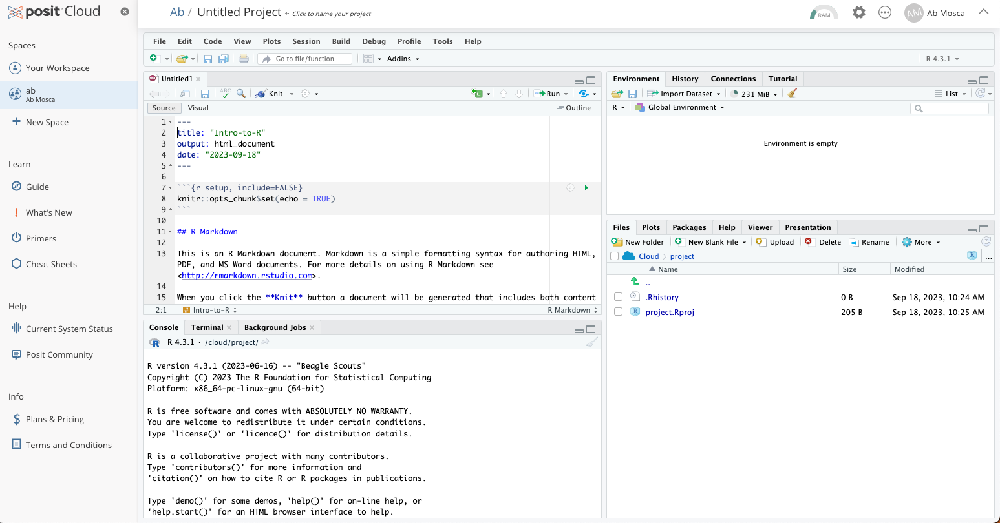 posit Cloud
Ab / Untitled Project ← Click to name your project
RAM
AM Ab Mosca
Spaces
Your Workspace
ab
Ab Mosca
New Space
Learn
Guide
What's New
Primers
Cheat Sheets
Help
Current System Status
Posit Community
Info
Plans & Pricing
Terms and Conditions
File Edit Code View Plots Session Build Debug Profile Tools Help
Go to file/function Addins R 4.3.1
Untitled1
ABC Knit Run
Source Visual Outline
1 ---
2 title: "Intro-to-R"
3 output: html_document
4 date: "2023-09-18"
5 ---
6
7 ```{r setup, include=FALSE}
8 knitr::opts_chunk$set(echo = TRUE)
9 ```
10
11 ## R Markdown
12
13 This is an R Markdown document. Markdown is a simple formatting syntax for authoring HTML,
PDF, and MS Word documents. For more details on using R Markdown see
<http://rmarkdown.rstudio.com>.
14
15 When you click the **Knit** button a document will be generated that includes both content
2:1 # Intro-to-R R Markdown
Console Terminal Background Jobs
R R 4.3.1 · /cloud/project/
R version 4.3.1 (2023-06-16) -- "Beagle Scouts"
Copyright (C) 2023 The R Foundation for Statistical Computing
Platform: x86_64-pc-linux-gnu (64-bit)
R is free software and comes with ABSOLUTELY NO WARRANTY.
You are welcome to redistribute it under certain conditions.
Type 'license()' or 'licence()' for distribution details.
R is a collaborative project with many contributors.
Type 'contributors()' for more information and
'citation()' on how to cite R or R packages in publications.
Type 'demo()' for some demos, 'help()' for on-line help, or
'help.start()' for an HTML browser interface to help.
Environment History Connections Tutorial
Import Dataset 231 MiB List
R Global Environment
Environment is empty
Files Plots Packages Help Viewer Presentation
New Folder New Blank File Upload Delete Rename More
Cloud project R ...
Name Size Modified
..
.Rhistory 0 B Sep 18, 2023, 10:24 AM
R project.Rproj 205 B Sep 18, 2023, 10:25 AM